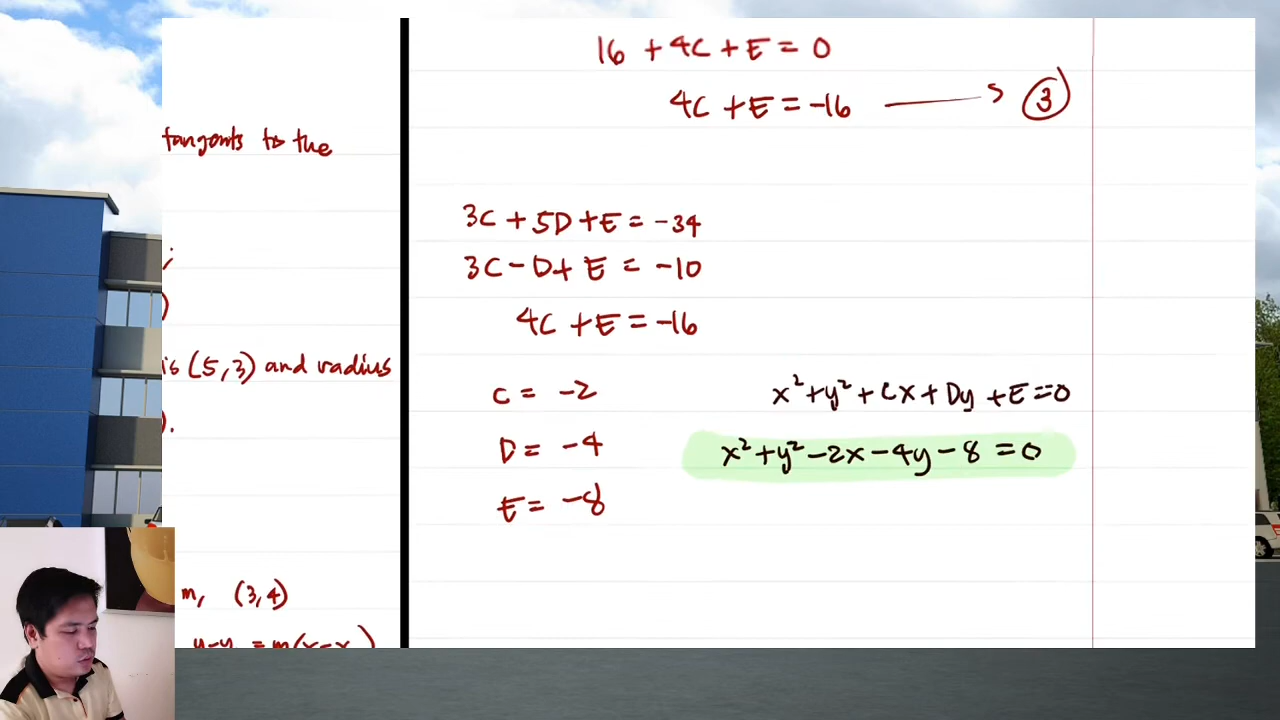 tangents to the
;
)
is (5,3) and radius
).
m, (3,4)
y-y = m(x-x)
16 + 4C + E = 0
4C + E = -16 → ③
3C + 5D + E = -34
3C - D + E = -10
4C + E = -16
C = -2
D = -4
E = -8
x² + y² + Cx + Dy + E = 0
x² + y² - 2x - 4y - 8 = 0